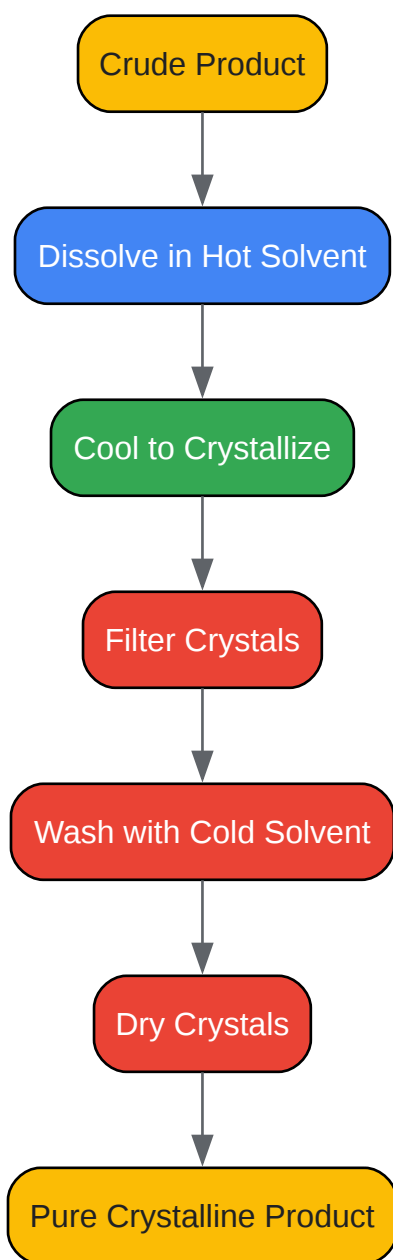 Crude Product
Dissolve in Hot Solvent
Cool to Crystallize
Filter Crystals
Wash with Cold Solvent
Dry Crystals
Pure Crystalline Product